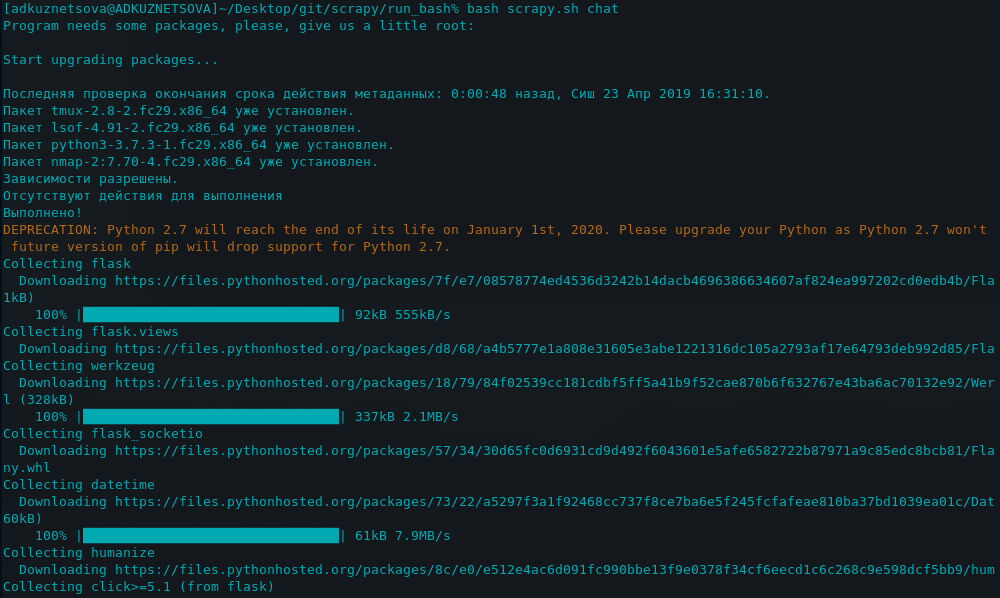 [adkuznetsova@ADKUZNETSOVA]~/Desktop/git/scrapy/run_bash% bash scrapy.sh chat
Program needs some packages, please, give us a little root:
Start upgrading packages...
Последняя проверка окончания срока действия метаданных: 0:00:48 назад, Сиш 23 Апр 2019 16:31:10.
Пакет tmux-2.8-2.fc29.x86_64 уже установлен.
Пакет lsof-4.91-2.fc29.x86_64 уже установлен.
Пакет python3-3.7.3-1.fc29.x86_64 уже установлен.
Пакет nmap-2:7.70-4.fc29.x86_64 уже установлен.
Зависимости разрешены.
Отсутствуют действия для выполнения
Выполнено!
DEPRECATION: Python 2.7 will reach the end of its life on January 1st, 2020. Please upgrade your Python as Python 2.7 won't
future version of pip will drop support for Python 2.7.
Collecting flask
Downloading https://files.pythonhosted.org/packages/7f/e7/08578774ed4536d3242b14dacb4696386634607af824ea997202cd0edb4b/Fla
1kB)
100% |████████████████████████████████| 92kB 555kB/s
Collecting flask.views
Downloading https://files.pythonhosted.org/packages/d8/68/a4b5777e1a808e31605e3abe1221316dc105a2793af17e64793deb992d85/Fla
Collecting werkzeug
Downloading https://files.pythonhosted.org/packages/18/79/84f02539cc181cdbf5ff5a41b9f52cae870b6f632767e43ba6ac70132e92/Wer
l (328kB)
100% |████████████████████████████████| 337kB 2.1MB/s
Collecting flask_socketio
Downloading https://files.pythonhosted.org/packages/57/34/30d65fc0d6931cd9d492f6043601e5afe6582722b87971a9c85edc8bcb81/Fla
ny.whl
Collecting datetime
Downloading https://files.pythonhosted.org/packages/73/22/a5297f3a1f92468cc737f8ce7ba6e5f245fcfafeae810ba37bd1039ea01c/Dat
60kB)
100% |████████████████████████████████| 61kB 7.9MB/s
Collecting humanize
Downloading https://files.pythonhosted.org/packages/8c/e0/e512e4ac6d091fc990bbe13f9e0378f34cf6eecd1c6c268c9e598dcf5bb9/hum
Collecting click>=5.1 (from flask)